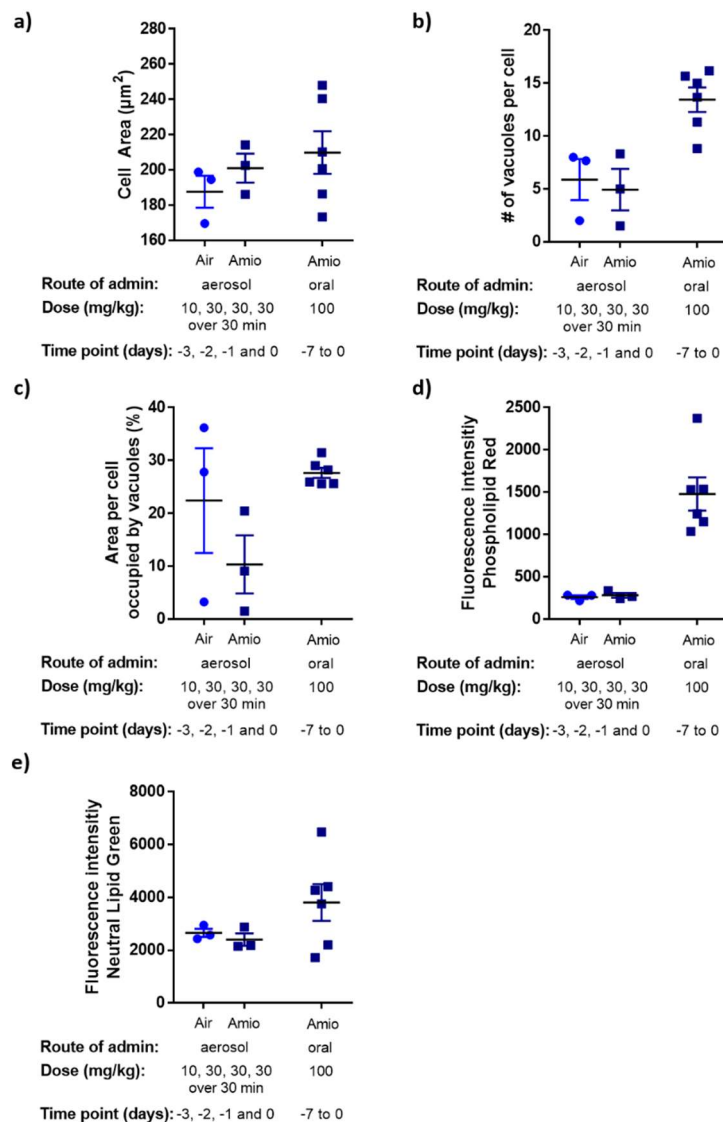 a)
Cell Area (µm²)
280
260
240
220
200
180
160
Air Amio Amio
Route of admin: aerosol oral
Dose (mg/kg): 10, 30, 30, 30 100
over 30 min
Time point (days): -3, -2, -1 and 0 -7 to 0
b)
# of vacuoles per cell
20
15
10
5
0
Air Amio Amio
Route of admin: aerosol oral
Dose (mg/kg): 10, 30, 30, 30 100
over 30 min
Time point (days): -3, -2, -1 and 0 -7 to 0
c)
Area per cell
occupied by vacuoles (%)
40
30
20
10
0
Air Amio Amio
Route of admin: aerosol oral
Dose (mg/kg): 10, 30, 30, 30 100
over 30 min
Time point (days): -3, -2, -1 and 0 -7 to 0
d)
Fluorescence intensitiy
Phospholipid Red
2500
2000
1500
1000
500
0
Air Amio Amio
Route of admin: aerosol oral
Dose (mg/kg): 10, 30, 30, 30 100
over 30 min
Time point (days): -3, -2, -1 and 0 -7 to 0
e)
Fluorescence intensitiy
Neutral Lipid Green
8000
6000
4000
2000
0
Air Amio Amio
Route of admin: aerosol oral
Dose (mg/kg): 10, 30, 30, 30 100
over 30 min
Time point (days): -3, -2, -1 and 0 -7 to 0